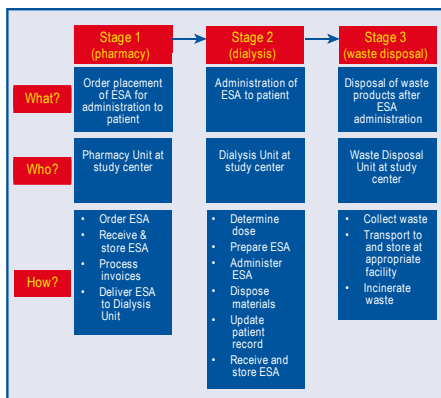 Stage 1
(pharmacy)
Stage 2
(dialysis)
Stage 3
(waste disposal)
What?
Order placement
of ESA for
administration to
patient
Administration of
ESA to patient
Disposal of waste
products after
ESA
administration
Who?
Pharmacy Unit at
study center
Dialysis Unit at
study center
Waste Disposal
Unit at study
center
How?
• Order ESA
• Receive &
store ESA
• Process
invoices
• Deliver ESA
to Dialysis
Unit
• Determine
dose
• Prepare ESA
• Administer
ESA
• Dispose
materials
• Update
patient
record
• Receive and
store ESA
• Collect waste
• Transport to
and store at
appropriate
facility
• Incinerate
waste